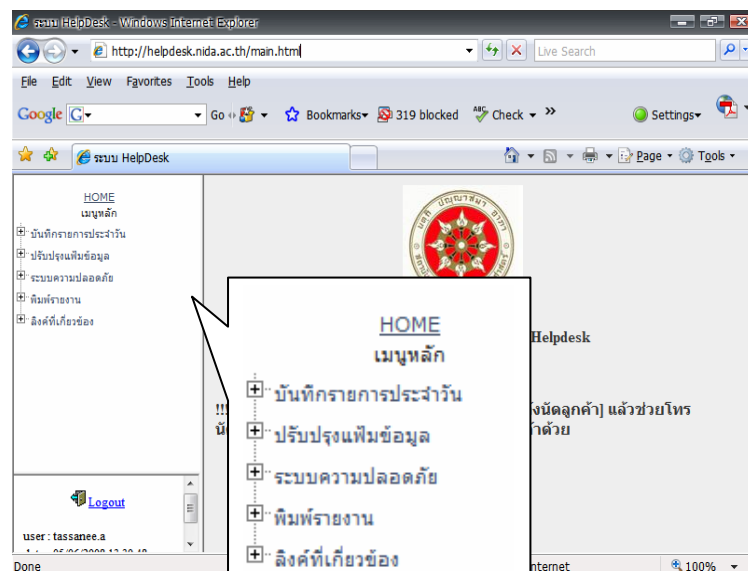 ระบบ HelpDesk - Windows Internet Explorer
http://helpdesk.nida.ac.th/main.html
Live Search
File Edit View Favorites Tools Help
Google G Go Bookmarks 319 blocked ABC Check » Settings
ระบบ HelpDesk Page Tools
HOME
เมนูหลัก
บันทึกรายการประจำวัน
ปรับปรุงแฟ้มข้อมูล
ระบบความปลอดภัย
พิมพ์รายงาน
ลิงค์ที่เกี่ยวข้อง
Helpdesk
!!! งนัดลูกค้า] แล้วช่วยโทร
นั ด้วย
HOME
เมนูหลัก
บันทึกรายการประจำวัน
ปรับปรุงแฟ้มข้อมูล
ระบบความปลอดภัย
พิมพ์รายงาน
ลิงค์ที่เกี่ยวข้อง
Logout
user : tassanee.a
Done nternet 100%